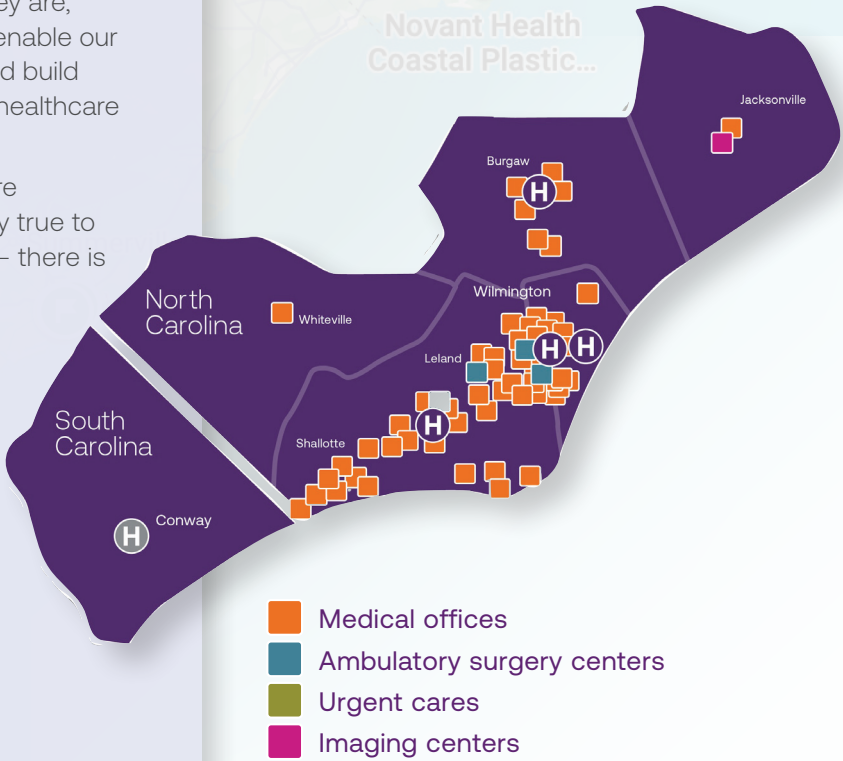 ey are,
enable our
d build
healthcare
re
y true to
– there is
Novant Health
Coastal Plastic...
Jacksonville
Burgaw
H
Wilmington
North
Carolina
Whiteville
H
H
Leland
South
Carolina
H
Shallotte
Conway
H
Medical offices
Ambulatory surgery centers
Urgent cares
Imaging centers